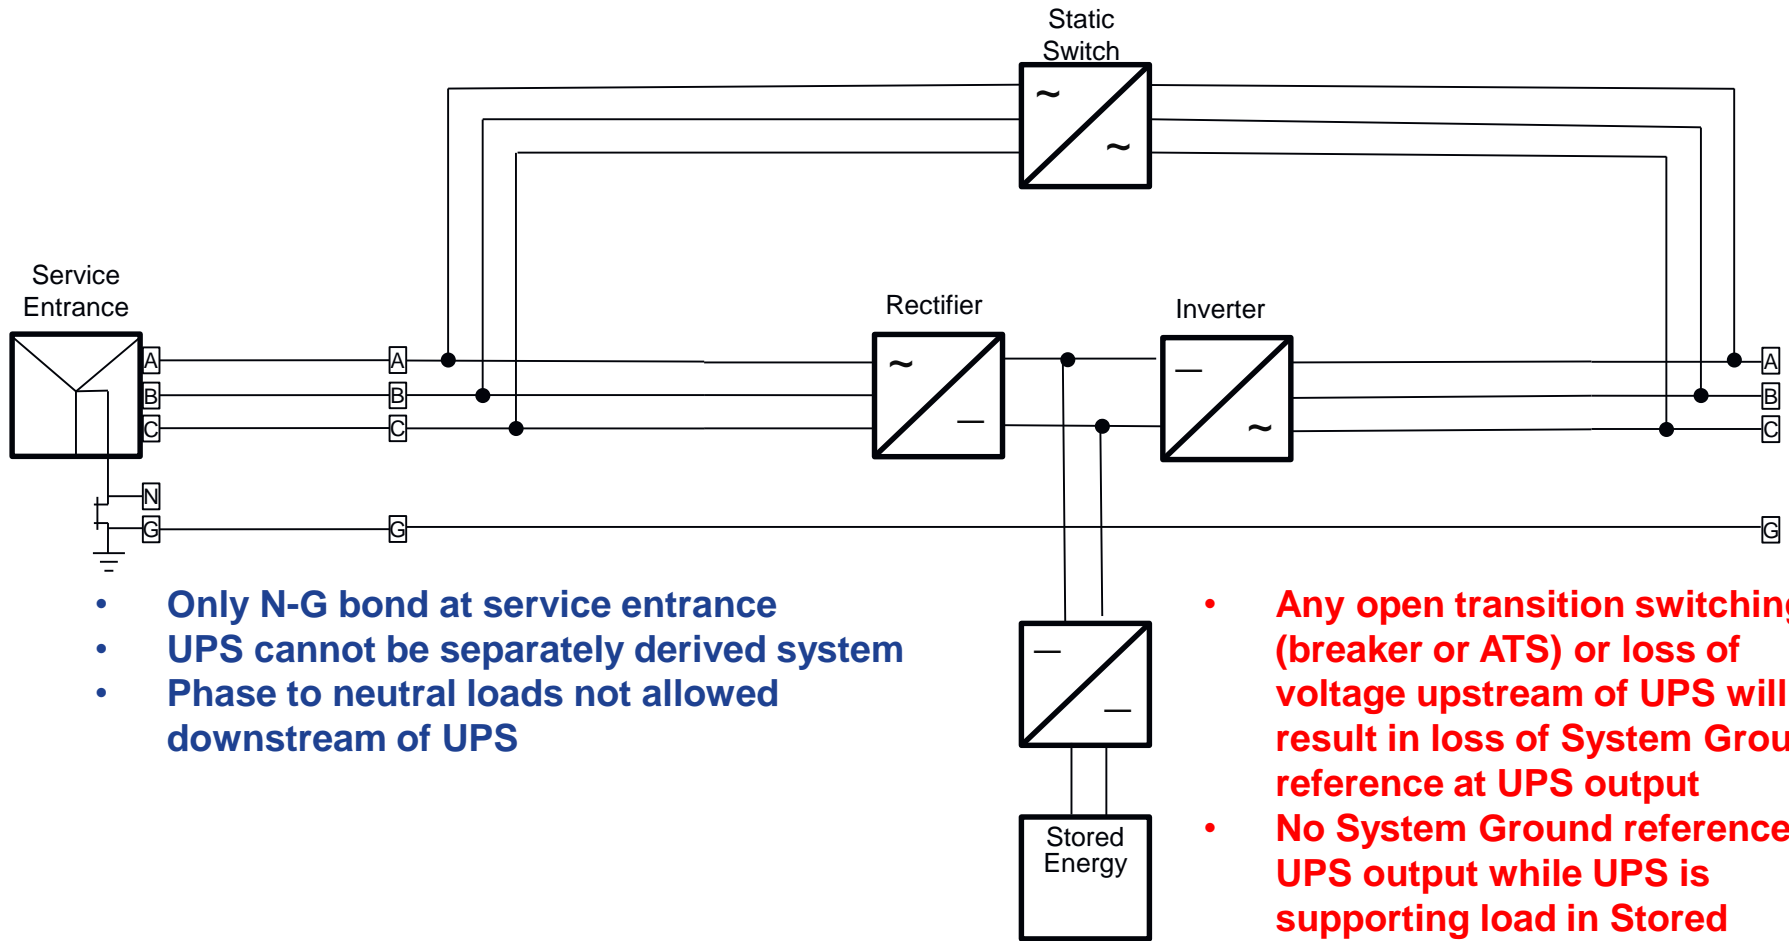 Static
Switch
Service
Entrance
Rectifier
Inverter
~
~
A
A
~
—
—
~
A
B
B
B
C
C
C
N
G
G
G
• Only N-G bond at service entrance
• UPS cannot be separately derived system
• Phase to neutral loads not allowed
downstream of UPS
—
—
Stored
Energy
• Any open transition switching
(breaker or ATS) or loss of
voltage upstream of UPS will
result in loss of System Grou
reference at UPS output
• No System Ground reference
UPS output while UPS is
supporting load in Stored